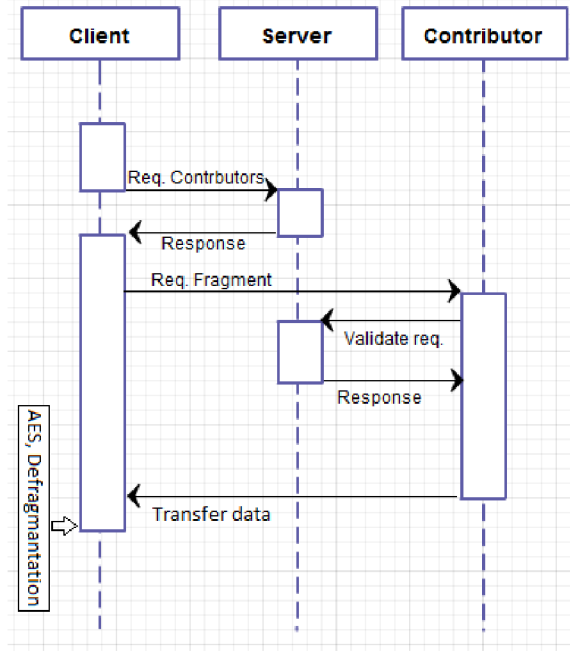 Client Server Contributor
Req. Contrbutors
Response
Req. Fragment
Validate req.
Response
Transfer data
AES, Defragmantation